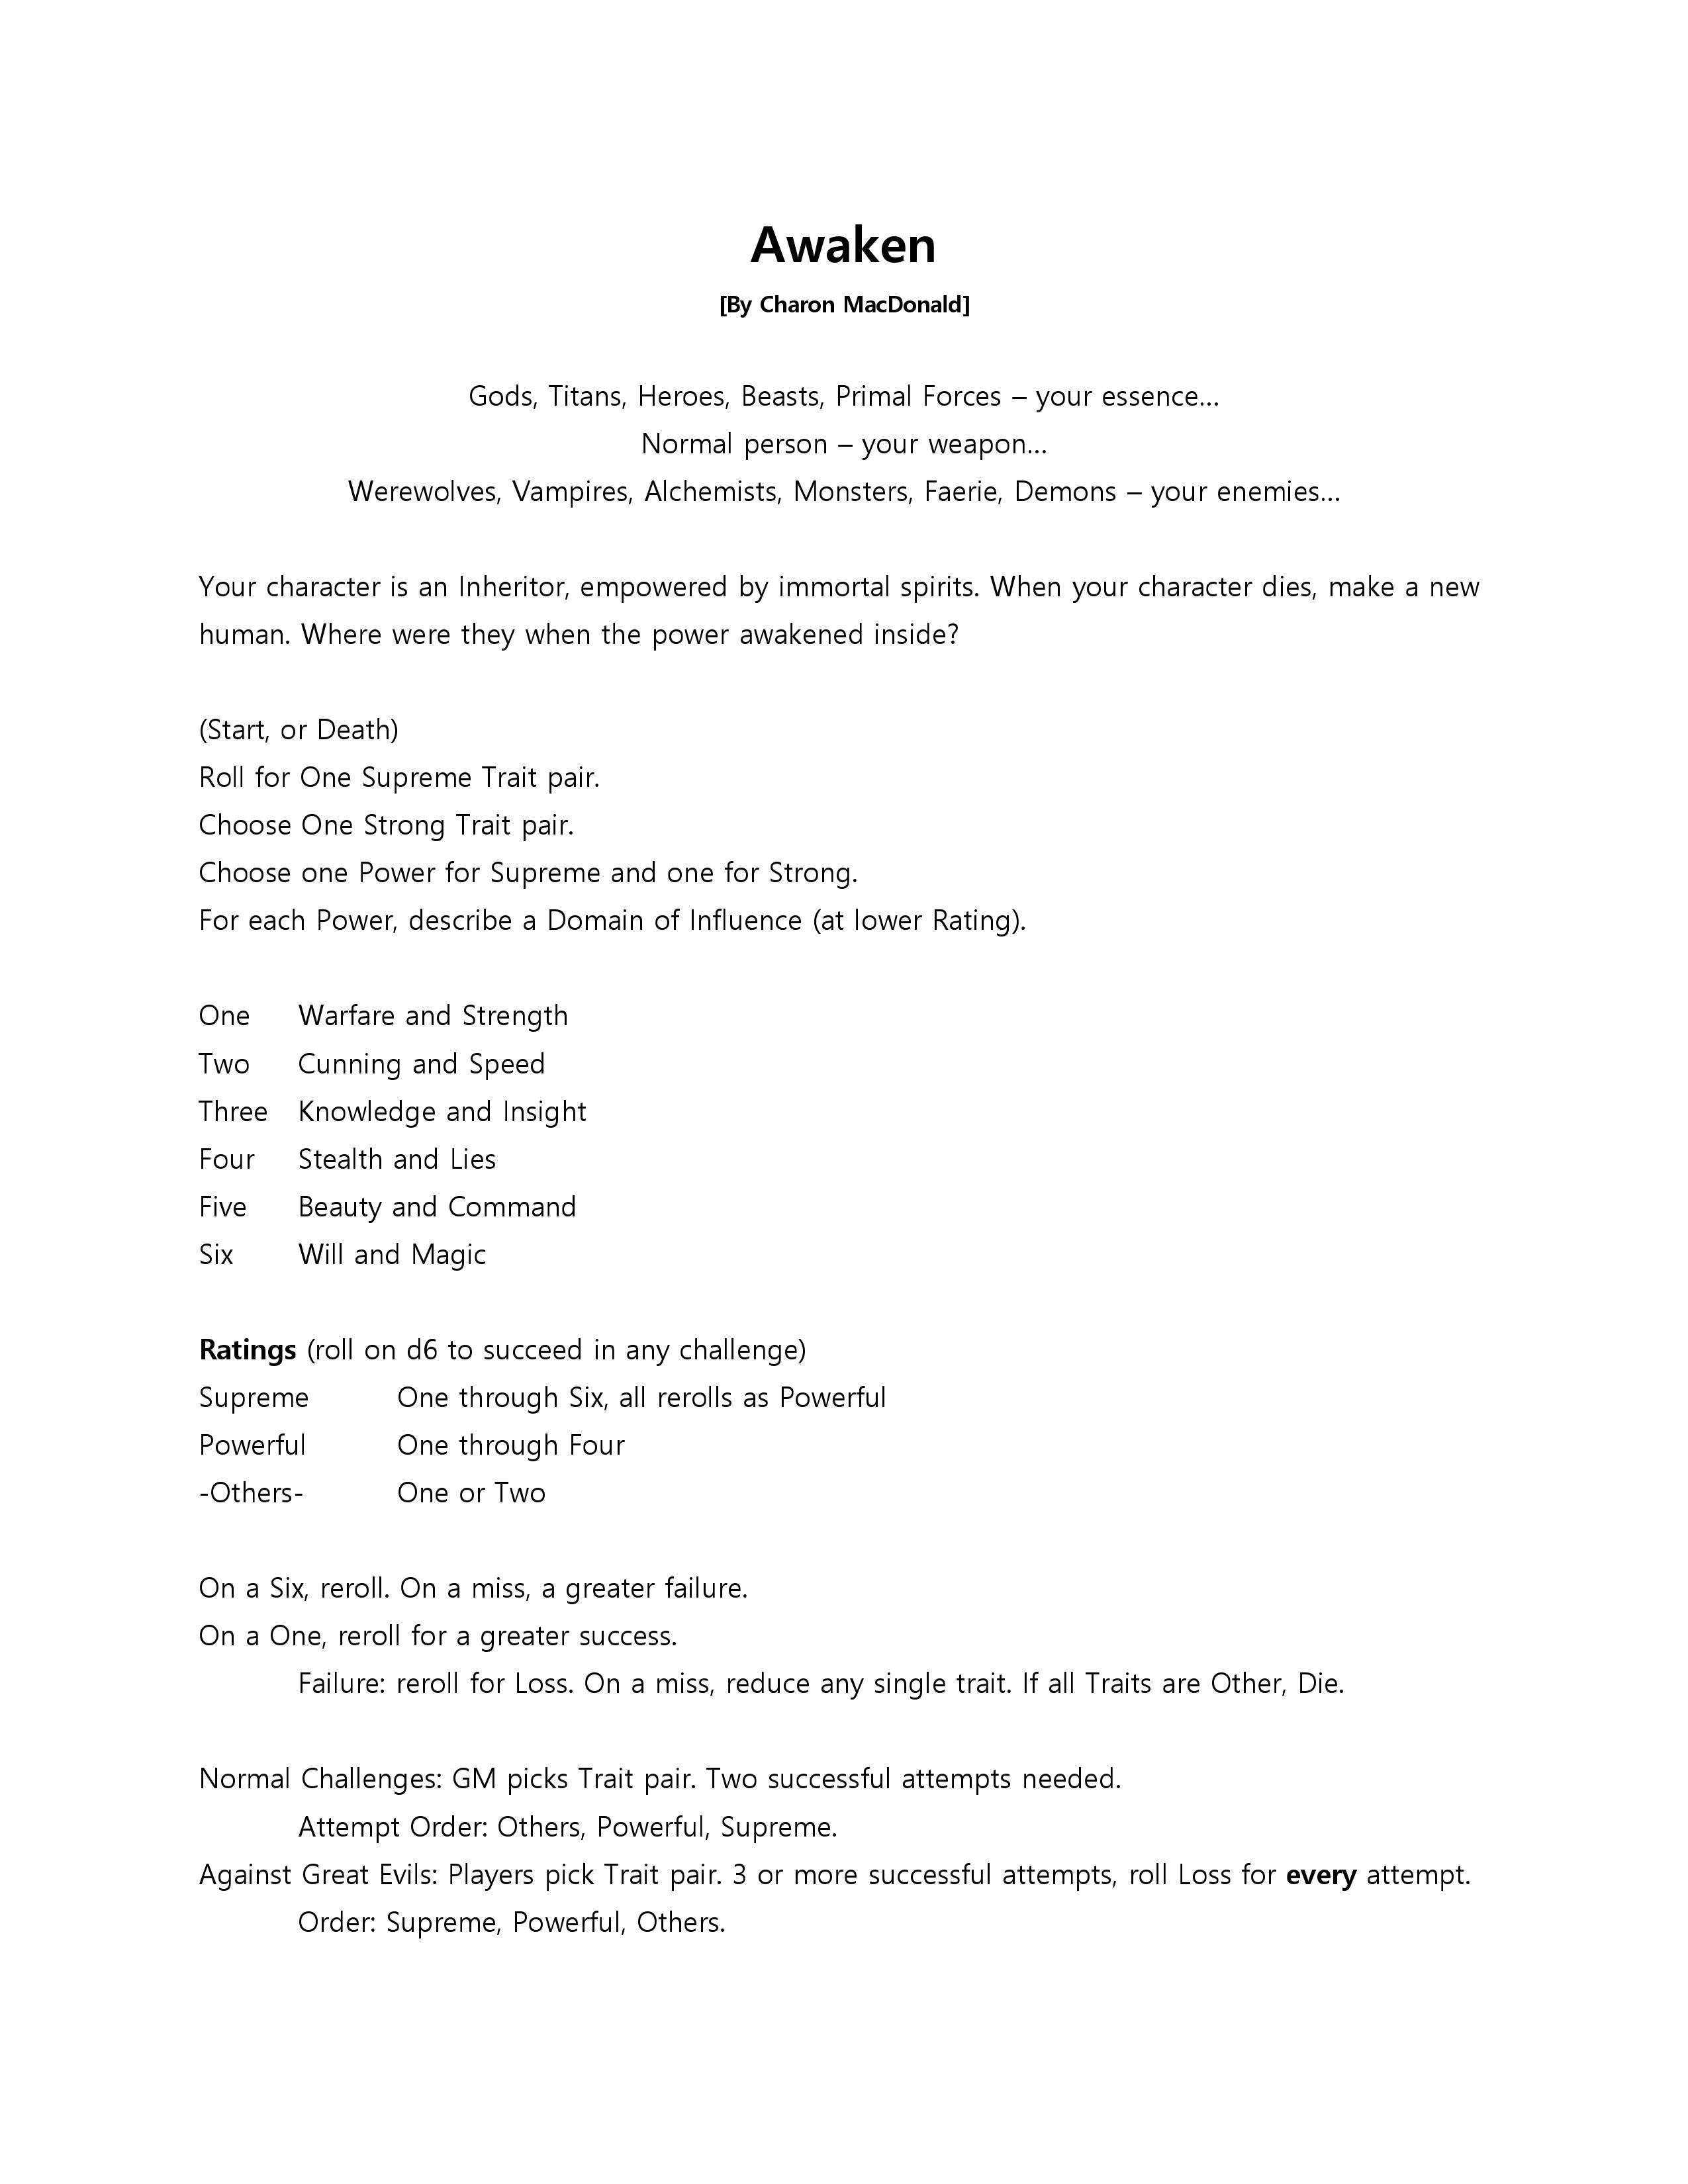 Awaken
[By Charon MacDonald]
Gods, Titans, Heroes, Beasts, Primal Forces – your essence…
Normal person – your weapon…
Werewolves, Vampires, Alchemists, Monsters, Faerie, Demons – your enemies…
Your character is an Inheritor, empowered by immortal spirits. When your character dies, make a new
human. Where were they when the power awakened inside?
(Start, or Death)
Roll for One Supreme Trait pair.
Choose One Strong Trait pair.
Choose one Power for Supreme and one for Strong.
For each Power, describe a Domain of Influence (at lower Rating).
One Warfare and Strength
Two Cunning and Speed
Three Knowledge and Insight
Four Stealth and Lies
Five Beauty and Command
Six Will and Magic
Ratings (roll on d6 to succeed in any challenge)
Supreme One through Six, all rerolls as Powerful
Powerful One through Four
-Others- One or Two
On a Six, reroll. On a miss, a greater failure.
On a One, reroll for a greater success.
Failure: reroll for Loss. On a miss, reduce any single trait. If all Traits are Other, Die.
Normal Challenges: GM picks Trait pair. Two successful attempts needed.
Attempt Order: Others, Powerful, Supreme.
Against Great Evils: Players pick Trait pair. 3 or more successful attempts, roll Loss for every attempt.
Order: Supreme, Powerful, Others.